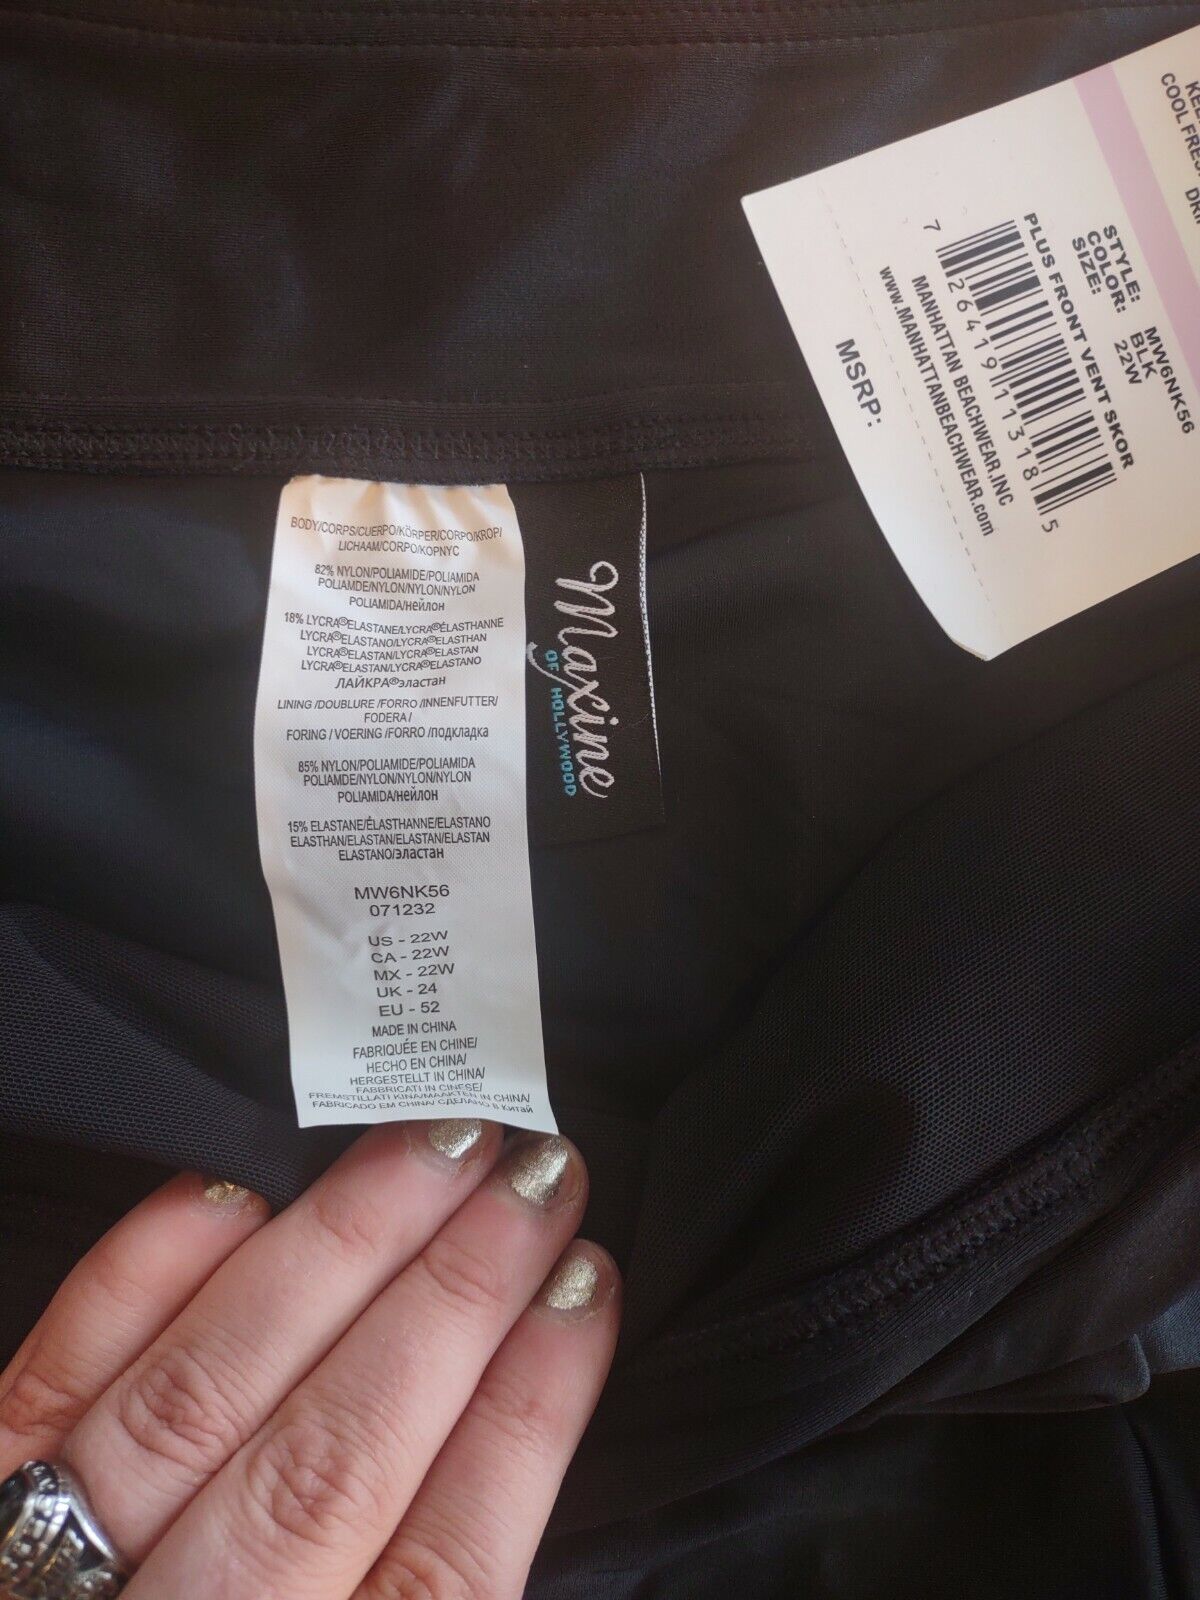 BODY/CORPS/CUERPO/KÖRPER/CORPO/KROP/
LICHAAM/CORPO/КОРПУС
82% NYLON/POLIAMIDE/POLIAMIDA
POLIAMDE/NYLON/NYLON/NYLON
POLIAMIDA/нейлон
18% LYCRA®ELASTANE/LYCRA®ÉLASTHANNE
LYCRA®ELASTANO/LYCRA®ELASTHAN
LYCRA®ELASTAN/LYCRA®ELASTAN
LYCRA®ELASTAN/LYCRA®ELASTANO
ЛАЙКРА®эластан
LINING /DOUBLURE /FORRO /INNENFUTTER/
FODERA /
FORING / VOERING /FORRO /подкладка
85% NYLON/POLIAMIDE/POLIAMIDA
POLIAMDE/NYLON/NYLON/NYLON
POLIAMIDA/нейлон
15% ELASTANE/ÉLASTHANNE/ELASTANO
ELASTHAN/ELASTAN/ELASTAN/ELASTAN
ELASTANO/эластан
MW6NK56
071232
US - 22W
CA - 22W
MX - 22W
UK - 24
EU - 52
MADE IN CHINA
FABRIQUÉE EN CHINE/
HECHO EN CHINA/
HERGESTELLT IN CHINA/
FABBRICATI IN CINESE/
FREMSTILLATI KINA/MAAKTEN IN CHINA/
FABRICADO EM CHINA/ СДЕЛАНО В Китай
Maxine
OF HOLLYWOOD
COOL FRES
STYLE: MW6NK56
COLOR: BLK
SIZE: 22W
PLUS FRONT VENT SKOR
7 26419 11318 5
MANHATTAN BEACHWEAR,INC
www.MANHATTANBEACHWEAR.com
MSRP: